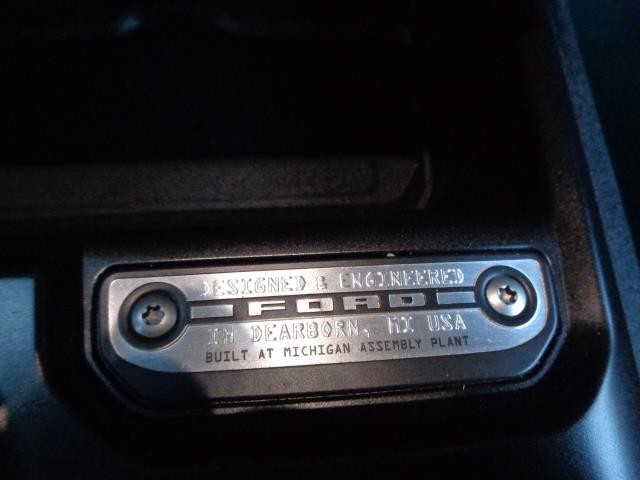 DESIGNED & ENGINEERED
FORD
IN DEARBORN, MI USA
BUILT AT MICHIGAN ASSEMBLY PLANT